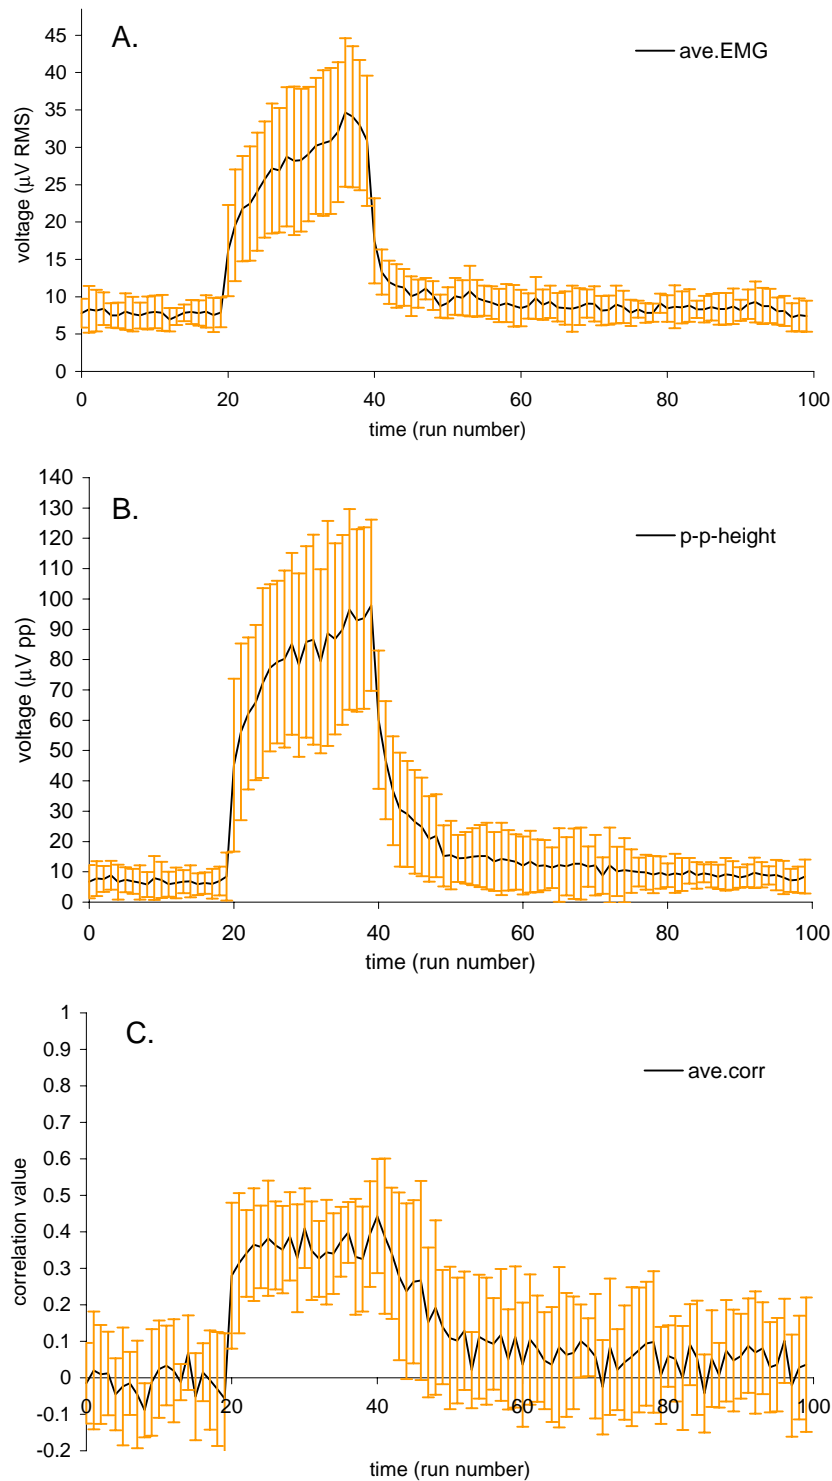 A.
ave.EMG
voltage (µV RMS)
45
40
35
30
25
20
15
10
5
0
0 20 40 60 80 100
time (run number)
B.
p-p-height
voltage (µV pp)
140
130
120
110
100
90
80
70
60
50
40
30
20
10
0
0 20 40 60 80 100
time (run number)
C.
ave.corr
correlation value
1
0.9
0.8
0.7
0.6
0.5
0.4
0.3
0.2
0.1
0
-0.1
-0.2
0 20 40 60 80 100
time (run number)